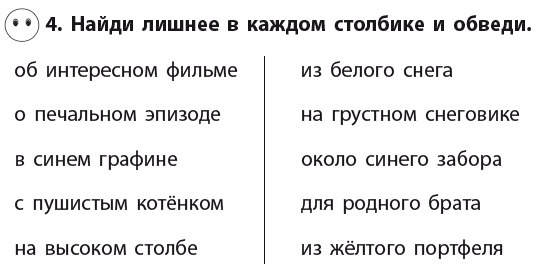 4. Найди лишнее в каждом столбике и обведи.
об интересном фильме
о печальном эпизоде
в синем графине
с пушистым котёнком
на высоком столбе
из белого снега
на грустном снеговике
около синего забора
для родного брата
из жёлтого портфеля